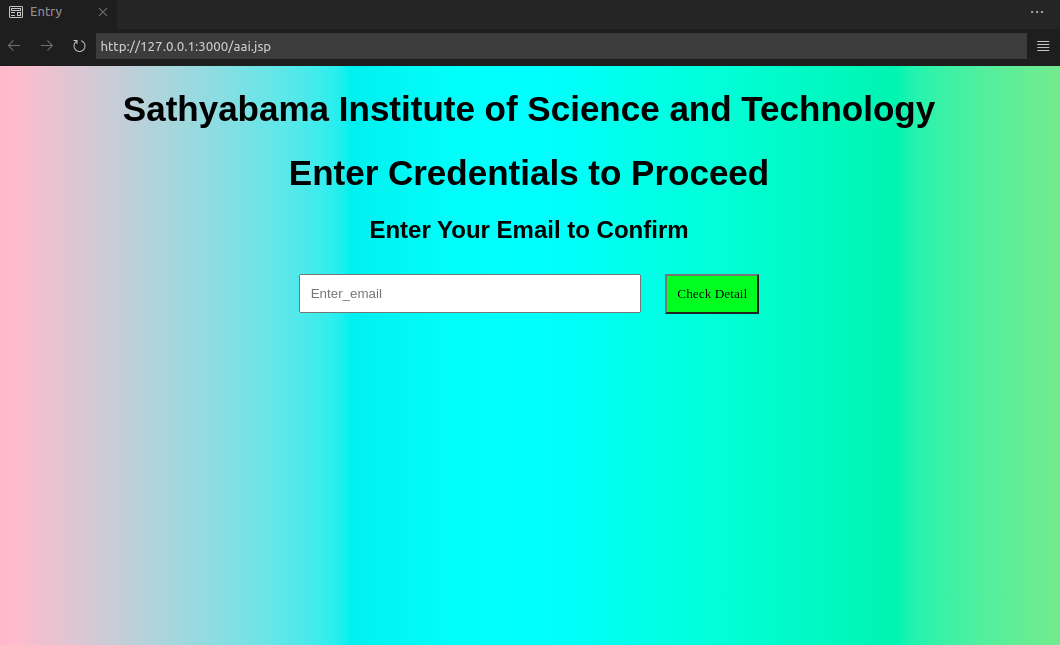 Entry
http://127.0.0.1:3000/aai.jsp
Sathyabama Institute of Science and Technology
Enter Credentials to Proceed
Enter Your Email to Confirm
Enter_email Check Detail